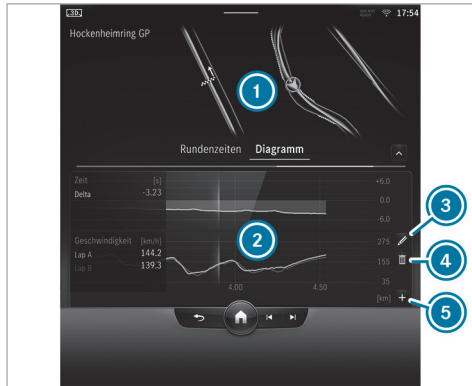 3D
17:54
Hockenheimring GP
1
Rundenzeiten Diagramm
Zeit [s] +6.0
Delta -3.23 0.0
6.0
3
2
Geschwindigkeit [km/h] 275
Lap A 144.2
4
Lap B 139.3 155
35
4.00 4.50 [km]
5